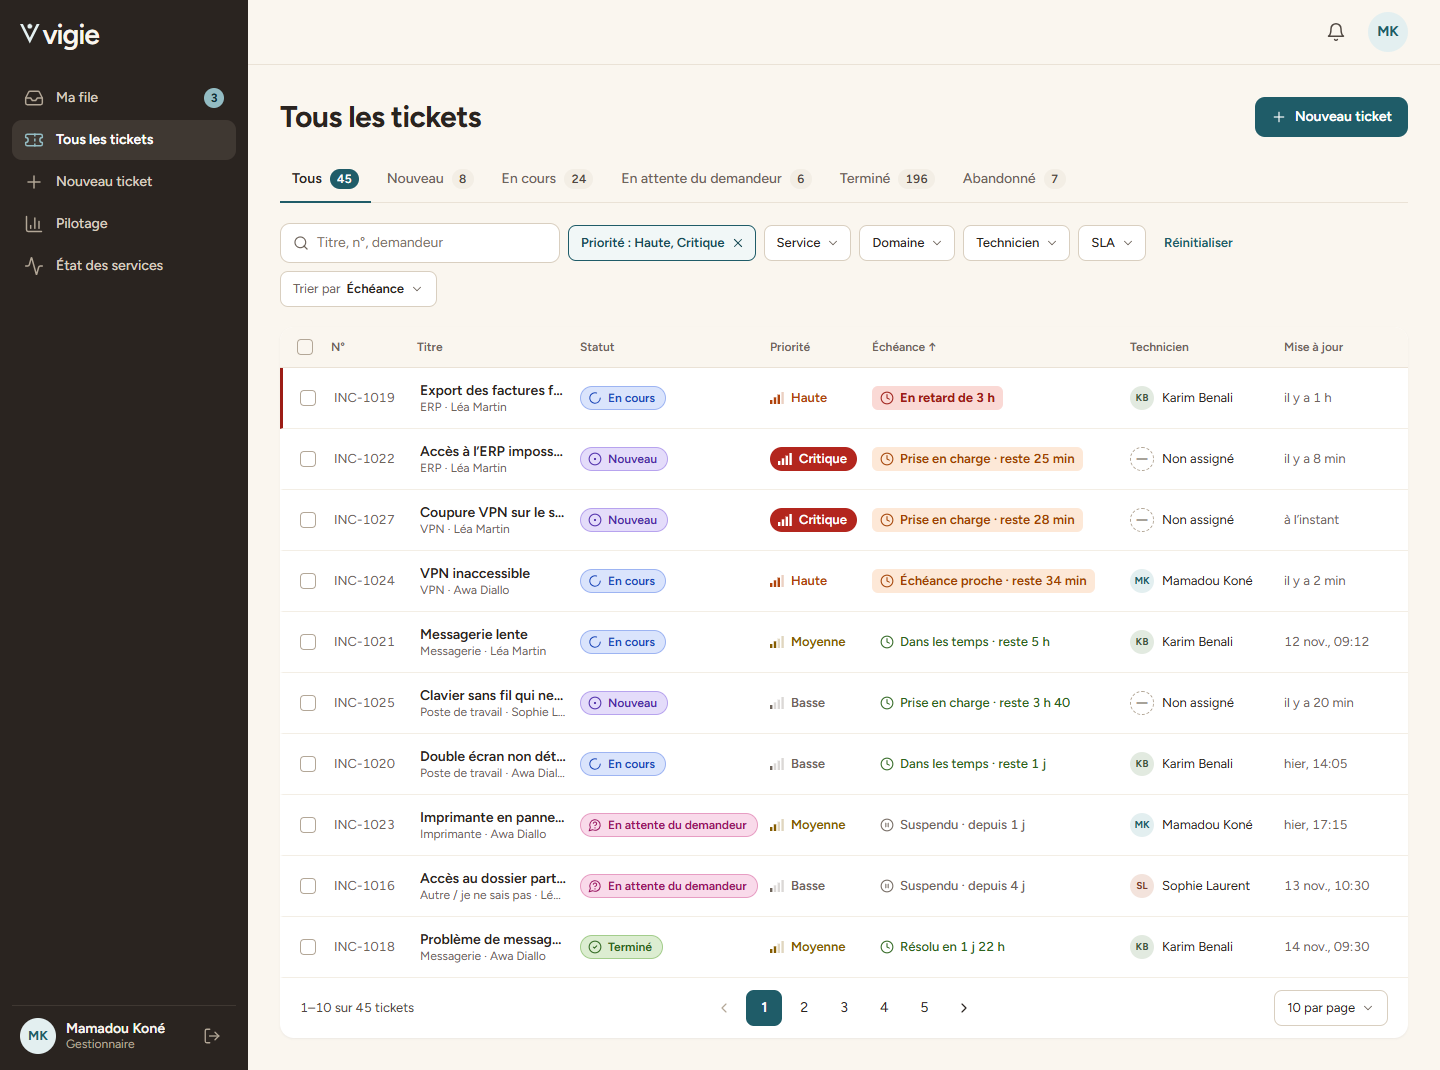 vigie
MK
Ma file 3
Tous les tickets
Nouveau ticket
Pilotage
État des services
Tous les tickets
Nouveau ticket
Tous 45 Nouveau 8 En cours 24 En attente du demandeur 6 Terminé 196 Abandonné 7
Titre, n°, demandeur Priorité : Haute, Critique Service Domaine Technicien SLA Réinitialiser
Trier par Échéance
N° Titre Statut Priorité Échéance ↑ Technicien Mise à jour
INC-1019 Export des factures f... En cours Haute En retard de 3 h KB Karim Benali il y a 1 h
ERP · Léa Martin
INC-1022 Accès à l'ERP imposs... Nouveau Critique Prise en charge · reste 25 min Non assigné il y a 8 min
ERP · Léa Martin
INC-1027 Coupure VPN sur le s... Nouveau Critique Prise en charge · reste 28 min Non assigné à l'instant
VPN · Léa Martin
INC-1024 VPN inaccessible En cours Haute Échéance proche · reste 34 min MK Mamadou Koné il y a 2 min
VPN · Awa Diallo
INC-1021 Messagerie lente En cours Moyenne Dans les temps · reste 5 h KB Karim Benali 12 nov., 09:12
Messagerie · Léa Martin
INC-1025 Clavier sans fil qui ne... Nouveau Basse Prise en charge · reste 3 h 40 Non assigné il y a 20 min
Poste de travail · Sophie L...
INC-1020 Double écran non dét... En cours Basse Dans les temps · reste 1 j KB Karim Benali hier, 14:05
Poste de travail · Awa Dial...
INC-1023 Imprimante en panne... En attente du demandeur Moyenne Suspendu · depuis 1 j MK Mamadou Koné hier, 17:15
Imprimante · Awa Diallo
INC-1016 Accès au dossier part... En attente du demandeur Basse Suspendu · depuis 4 j SL Sophie Laurent 13 nov., 10:30
Autre / je ne sais pas · Lé...
INC-1018 Problème de messag... Terminé Moyenne Résolu en 1 j 22 h KB Karim Benali 14 nov., 09:30
Messagerie · Awa Diallo
1–10 sur 45 tickets 1 2 3 4 5 10 par page
MK Mamadou Koné
Gestionnaire